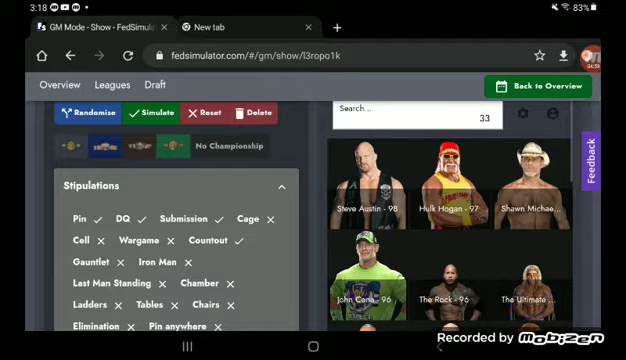 3:18
83%
GM Mode - Show - FedSimula
New tab
fedsimulator.com/#/gm/show/l3ropo1k
04:59
Overview Leagues Draft
Back to Overview
Randomise Simulate Reset Delete
Search...
33
No Championship
Feedback
Stipulations
Pin DQ Submission Cage
Cell Wargame Countout
Gauntlet Iron Man
Last Man Standing Chamber
Ladders Tables Chairs
Elimination Pin anywhere
Steve Austin - 98 Hulk Hogan - 97 Shawn Michae...
John Cena - 96 The Rock - 96 The Ultimate ...
Recorded by Mobizen